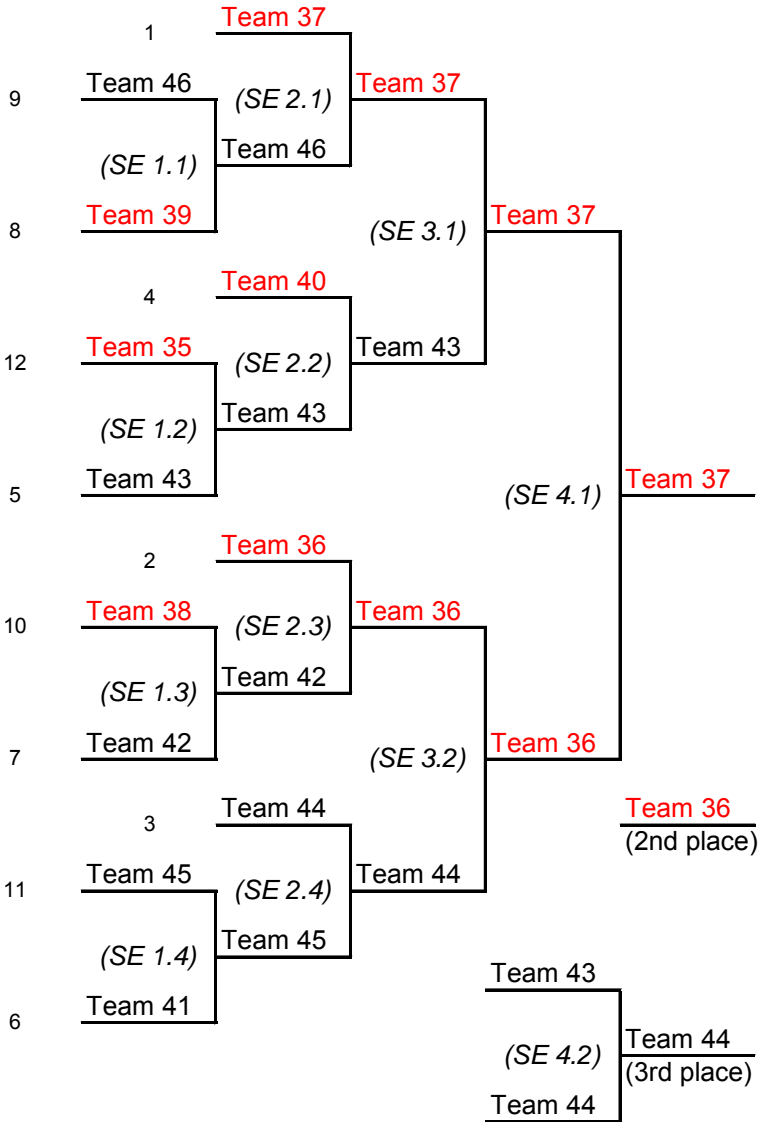 1 Team 37
9 Team 46 (SE 2.1) Team 37
(SE 1.1) Team 46
8 Team 39 (SE 3.1) Team 37
4 Team 40
12 Team 35 (SE 2.2) Team 43
(SE 1.2) Team 43
5 Team 43 (SE 4.1) Team 37
2 Team 36
10 Team 38 (SE 2.3) Team 36
(SE 1.3) Team 42
7 Team 42 (SE 3.2) Team 36
3 Team 44 Team 36
(2nd place)
11 Team 45 (SE 2.4) Team 44
(SE 1.4) Team 45
6 Team 41 Team 43
(SE 4.2) Team 44
(3rd place)
Team 44